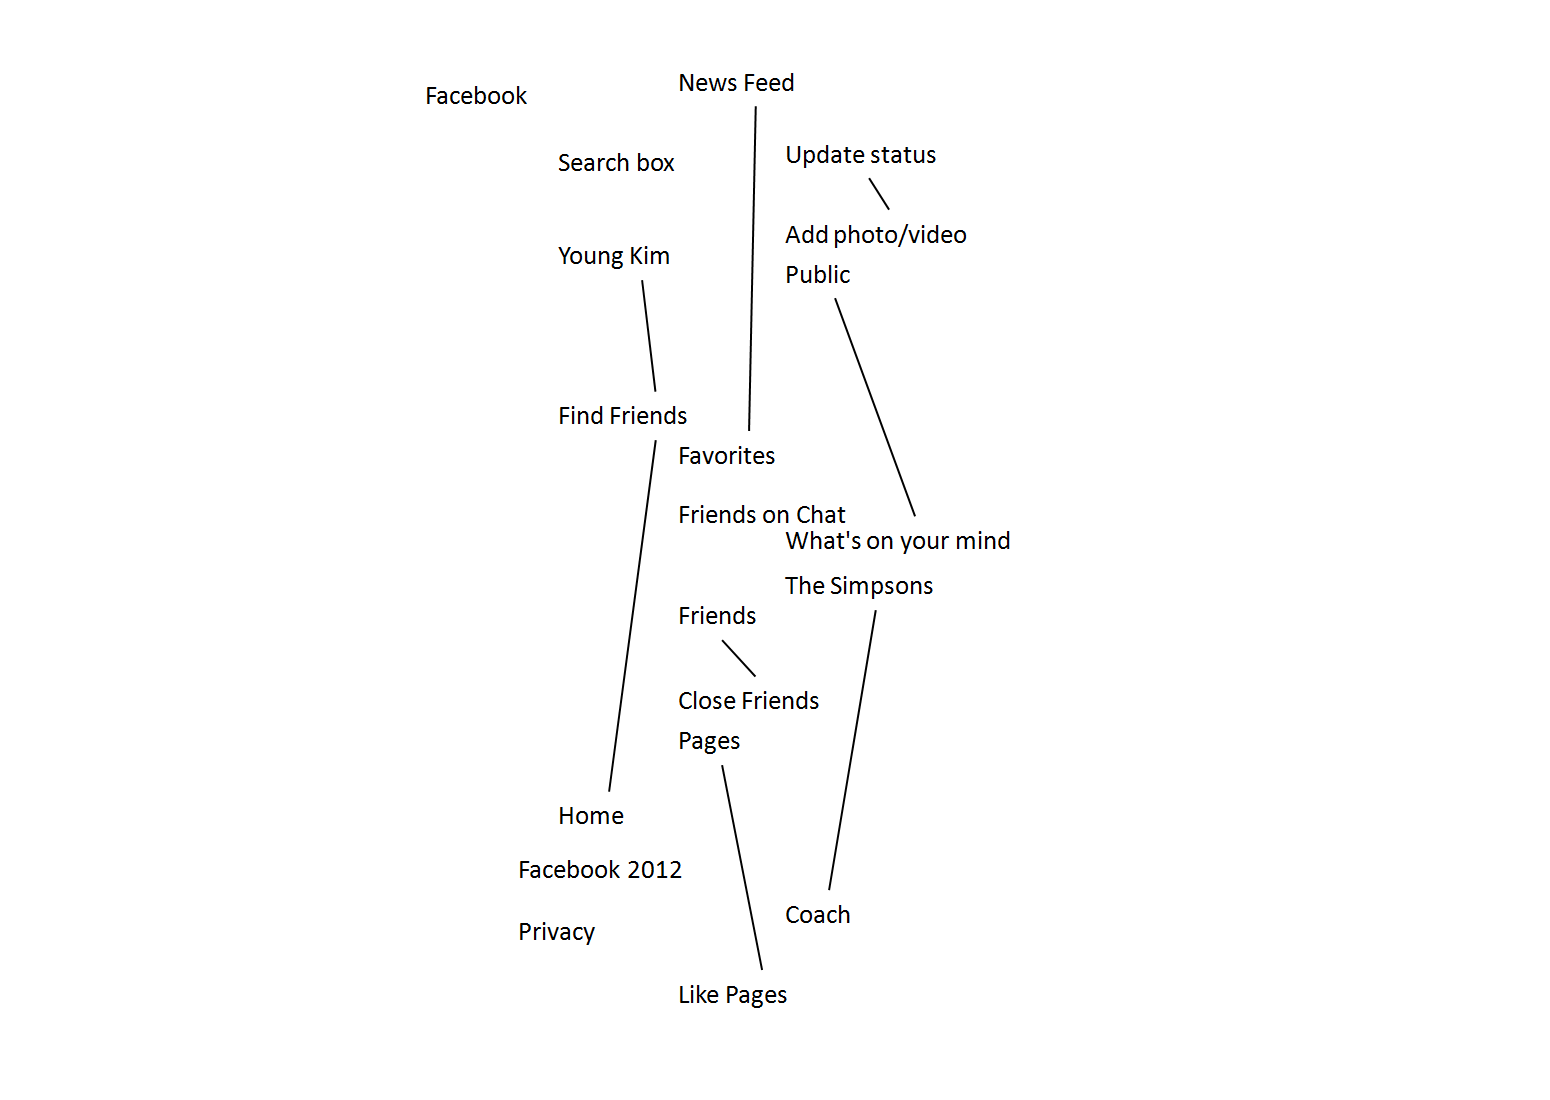 Facebook
News Feed
Search box
Update status
Young Kim
Add photo/video
Public
Find Friends
Favorites
Friends on Chat
What's on your mind
The Simpsons
Friends
Close Friends
Pages
Home
Facebook 2012
Coach
Privacy
Like Pages